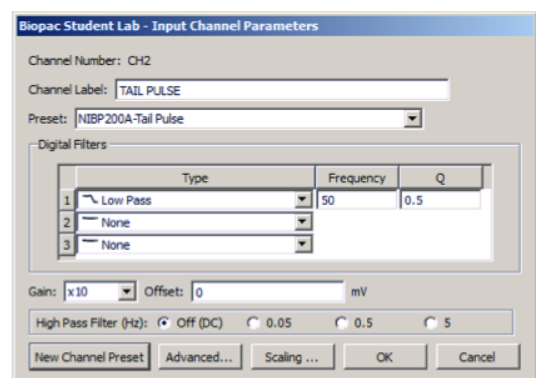 Biopac Student Lab - Input Channel Parameters
Channel Number: CH2
Channel Label: TAIL PULSE
Preset: NIBP200A-Tail Pulse
Digital Filters
Type Frequency Q
1 Low Pass 50 0.5
2 None
3 None
Gain: x10 Offset: 0 mV
High Pass Filter (Hz): Off (DC) 0.05 0.5 5
New Channel Preset Advanced... Scaling ... OK Cancel